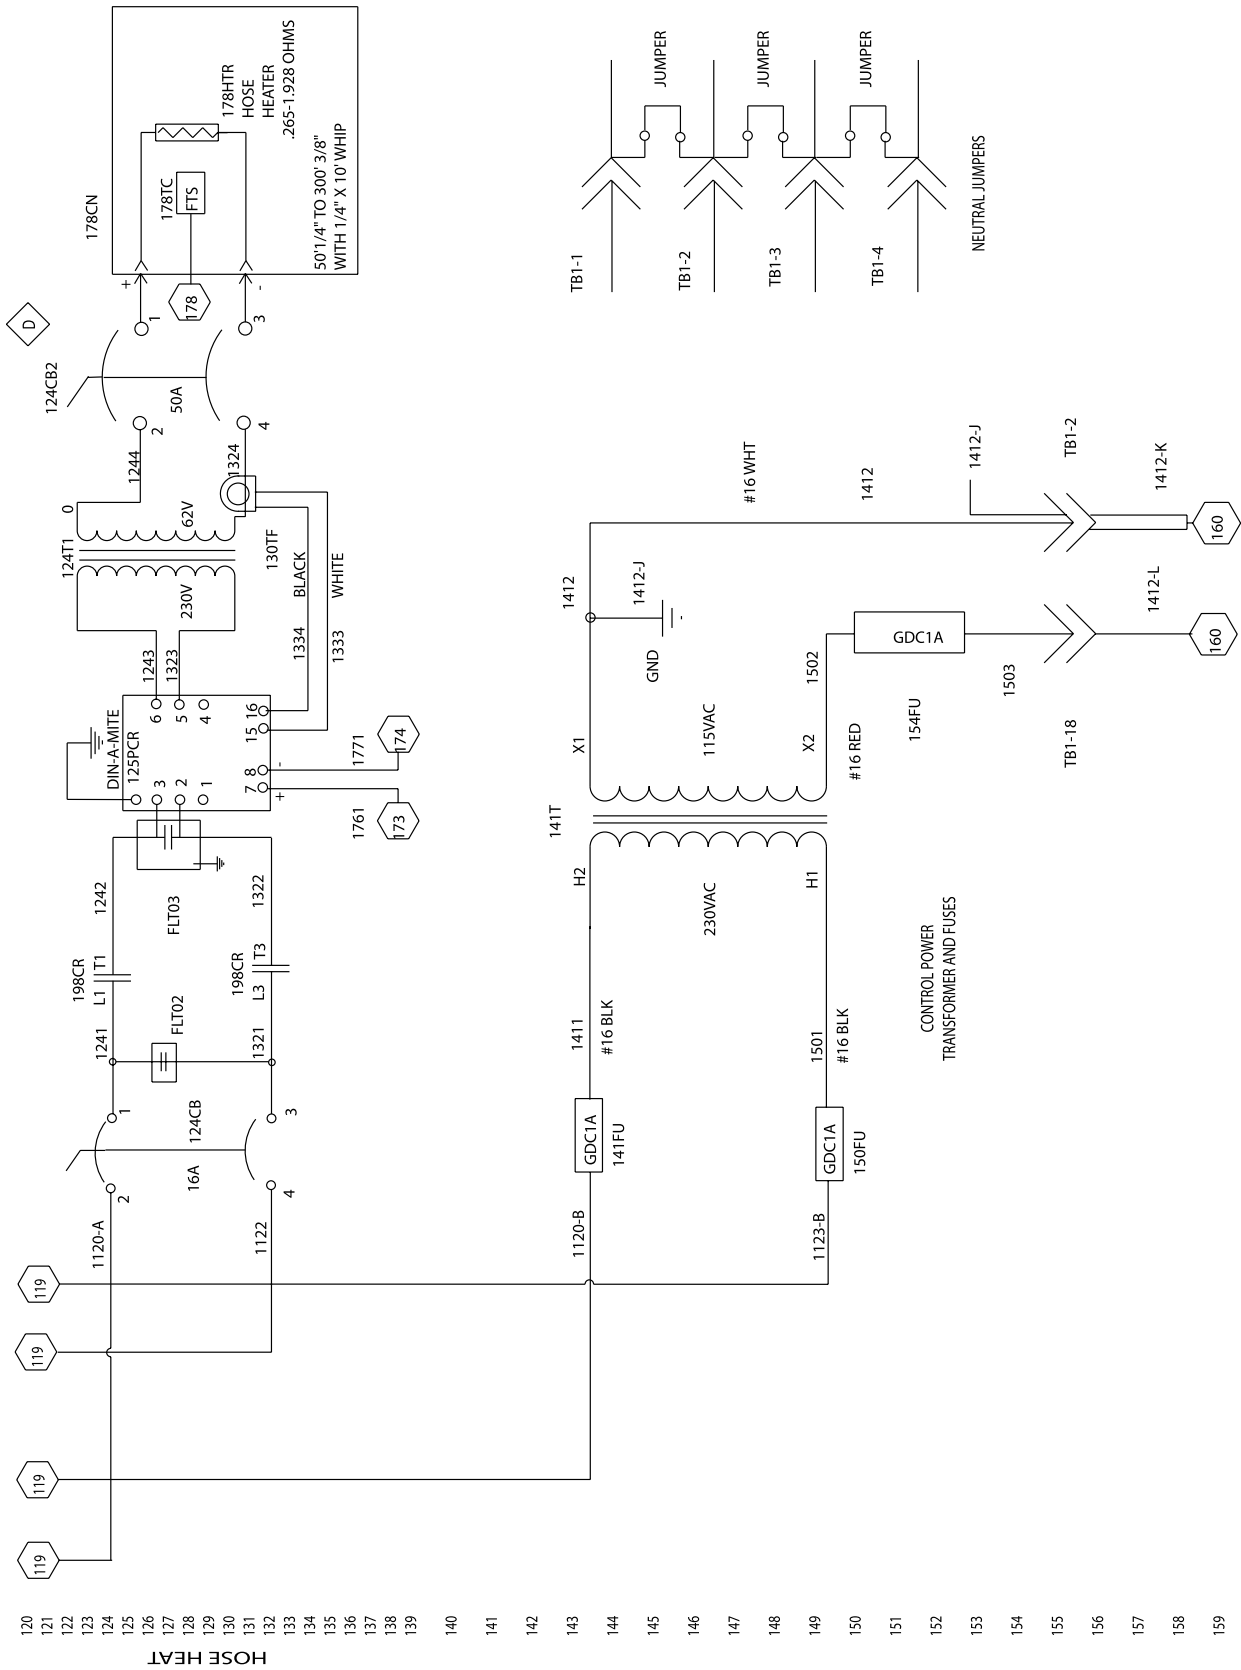 HOSE HEAT
120
121
122
123
124
125
126
127
128
129
130
131
132
133
134
135
136
137
138
139
140
141
142
143
144
145
146
147
148
149
150
151
152
153
154
155
156
157
158
159
119
119
119
119
1120-A
1122
2
1
4
3
16A
124CB
1241
1321
FLT02
198CR
L1 T1
198CR
L3 T3
1242
1322
FLT03
DIN-A-MITE
125PCR
3
2
1
6
5
4
7
8
15
16
+
-
1761
1771
173
174
1243
1323
1334
1333
BLACK
WHITE
230V
124T1
0
62V
130TF
1244
1324
2
4
50A
124CB2
1
3
D
+
-
178
178CN
178TC
FTS
178HTR
HOSE
HEATER
.265-1.928 OHMS
50'1/4" TO 300' 3/8"
WITH 1/4" X 10' WHIP
1120-B
1123-B
GDC1A
141FU
GDC1A
150FU
1411
#16 BLK
1501
#16 BLK
H2
H1
230VAC
141T
115VAC
X1
X2
#16 RED
1502
GDC1A
154FU
1503
TB1-18
1412-L
160
1412
GND
1412-J
-
#16 WHT
1412
1412-J
TB1-2
1412-K
160
CONTROL POWER
TRANSFORMER AND FUSES
TB1-1
TB1-2
TB1-3
TB1-4
JUMPER
JUMPER
JUMPER
NEUTRAL JUMPERS